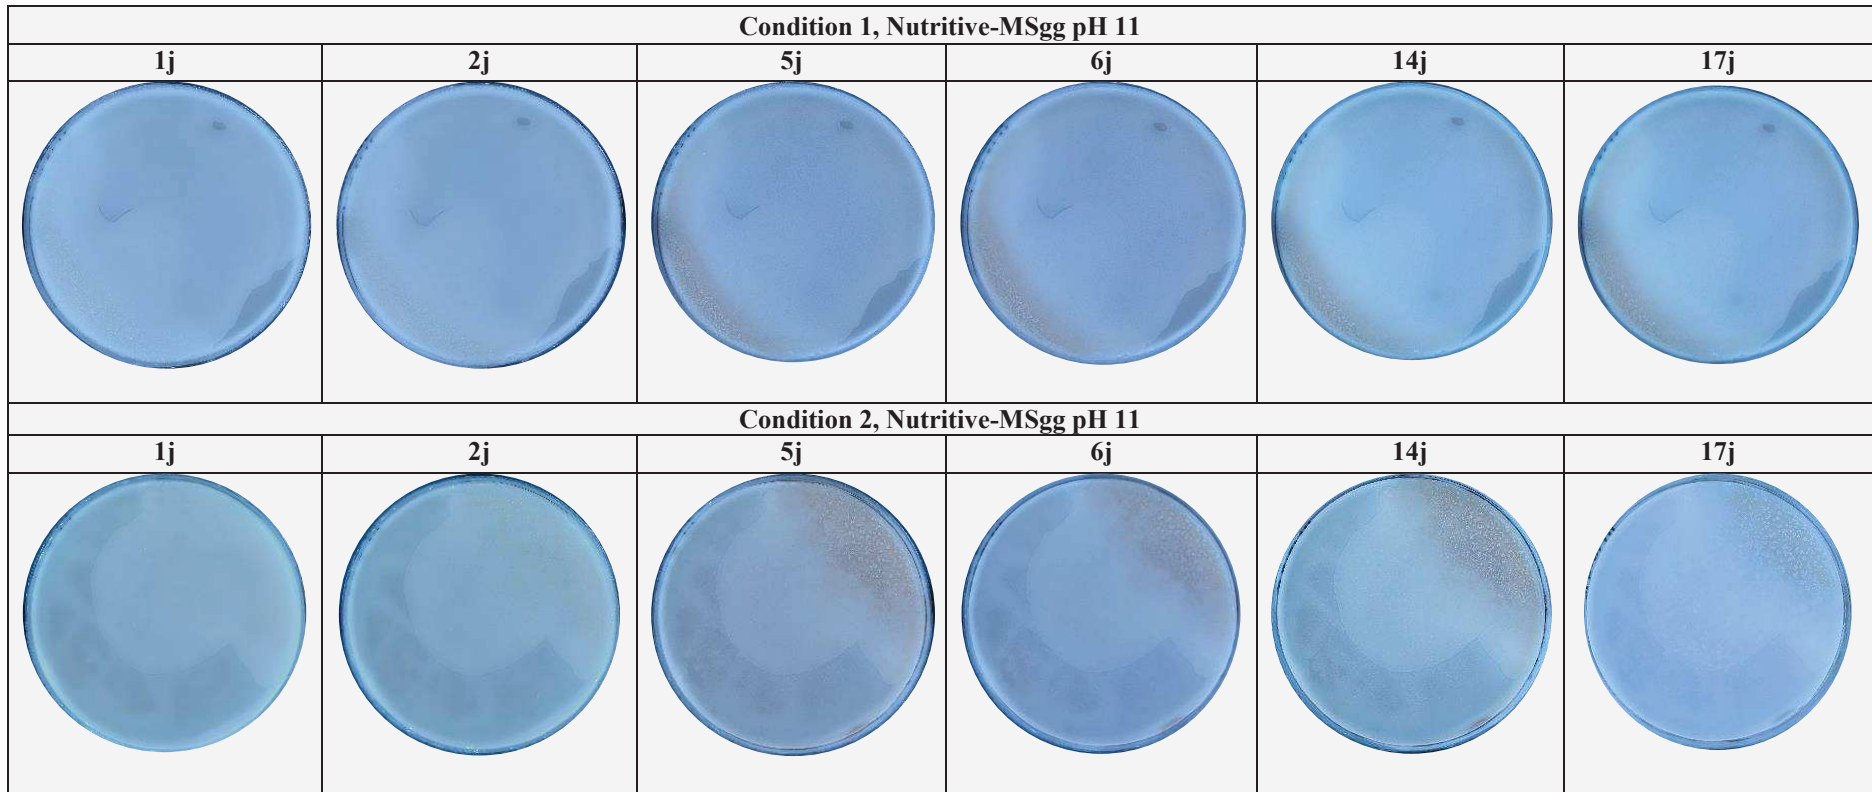 Condition 1, Nutritive-MSgg pH 11
1j 2j 5j 6j 14j 17j
Condition 2, Nutritive-MSgg pH 11
1j 2j 5j 6j 14j 17j